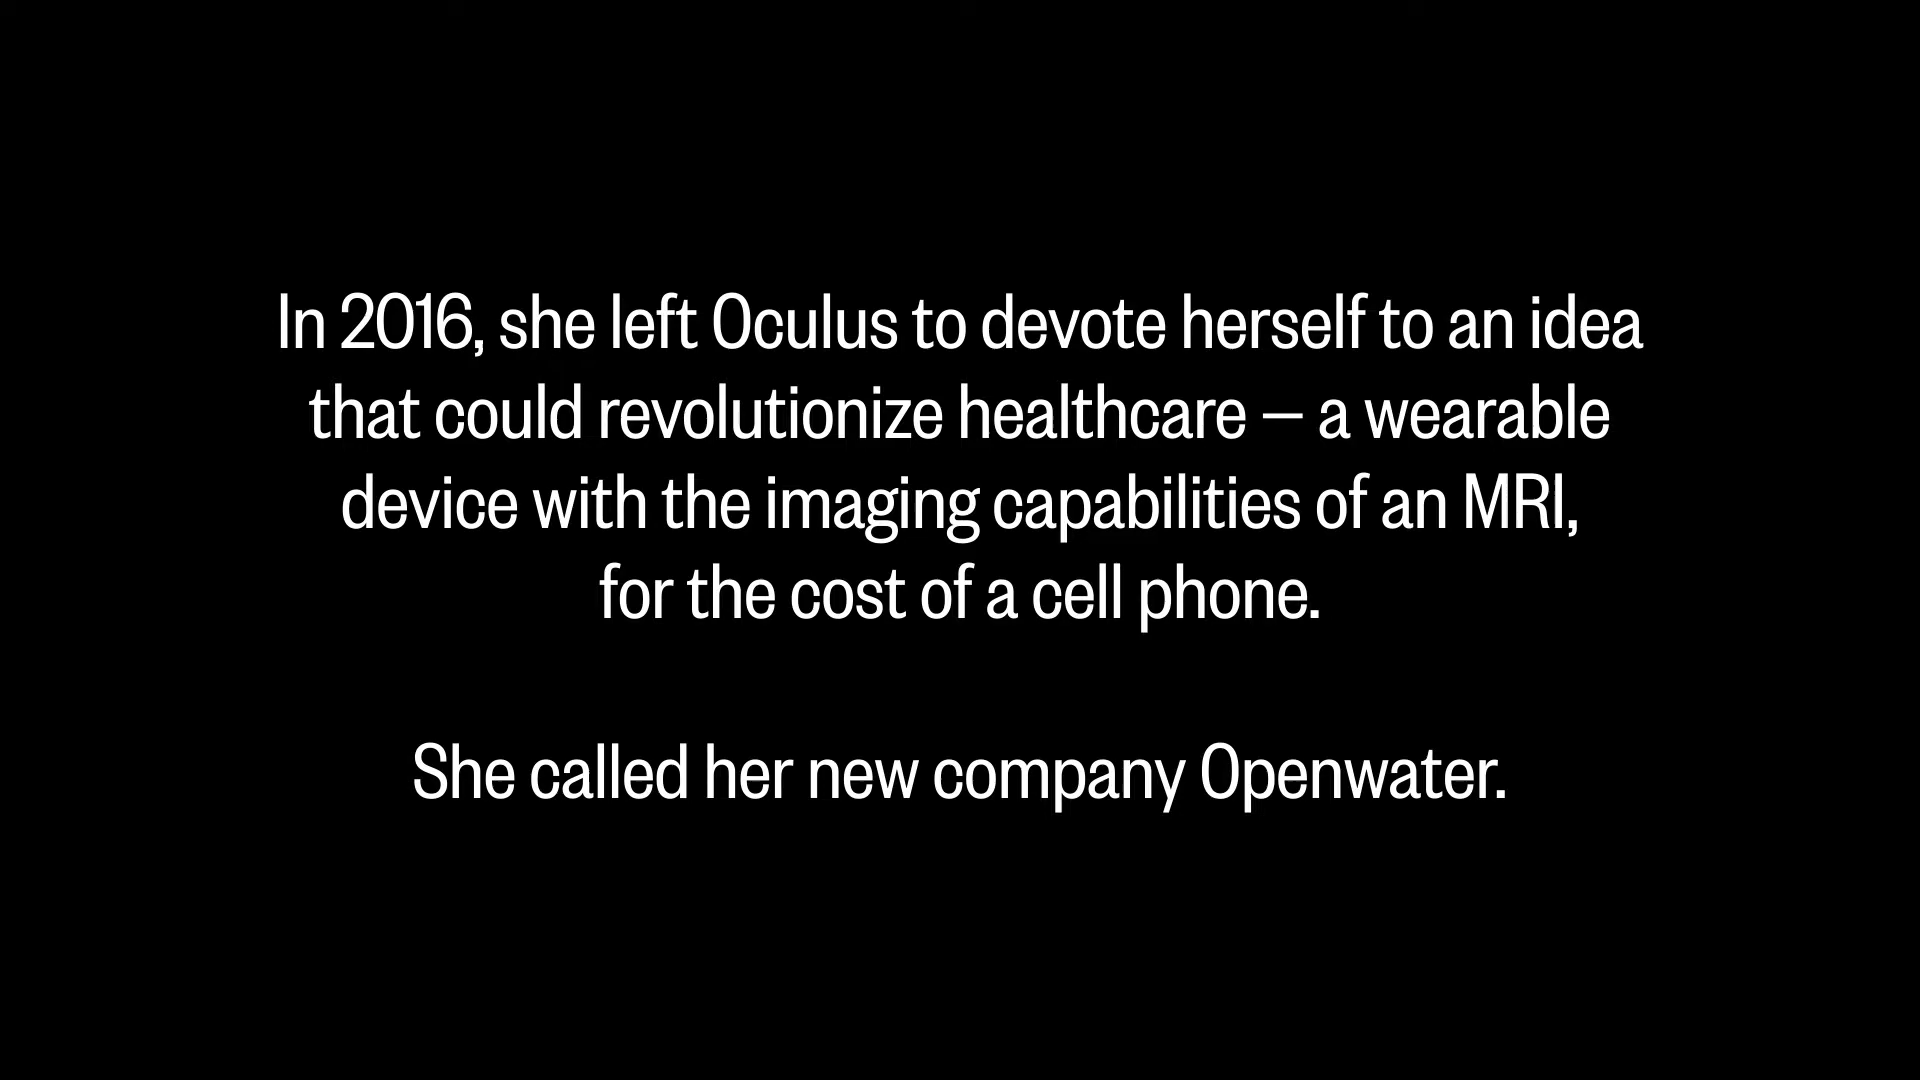 In 2016, she left Oculus to devote herself to an idea
that could revolutionize healthcare – a wearable
device with the imaging capabilities of an MRI,
for the cost of a cell phone.
She called her new company Openwater.